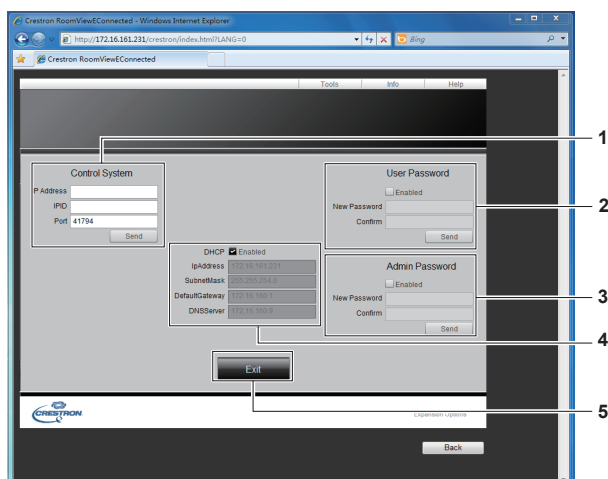 Crestron RoomViewEConnected - Windows Internet Explorer
http://172.16.161.231/crestron/index.html?LANG=0
Bing
Crestron RoomViewEConnected
Tools Info Help
1
Control System
P Address
IPID
Port 41794
Send
User Password
Enabled
New Password
Confirm
Send
2
DHCP Enabled
IpAddress 172.16.161.231
SubnetMask 255.255.254.0
DefaultGateway 172.16.160.1
DNSServer 172.16.160.9
Admin Password
Enabled
New Password
Confirm
Send
3
4
Exit
5
CRESTRON
Expansion Options
Back